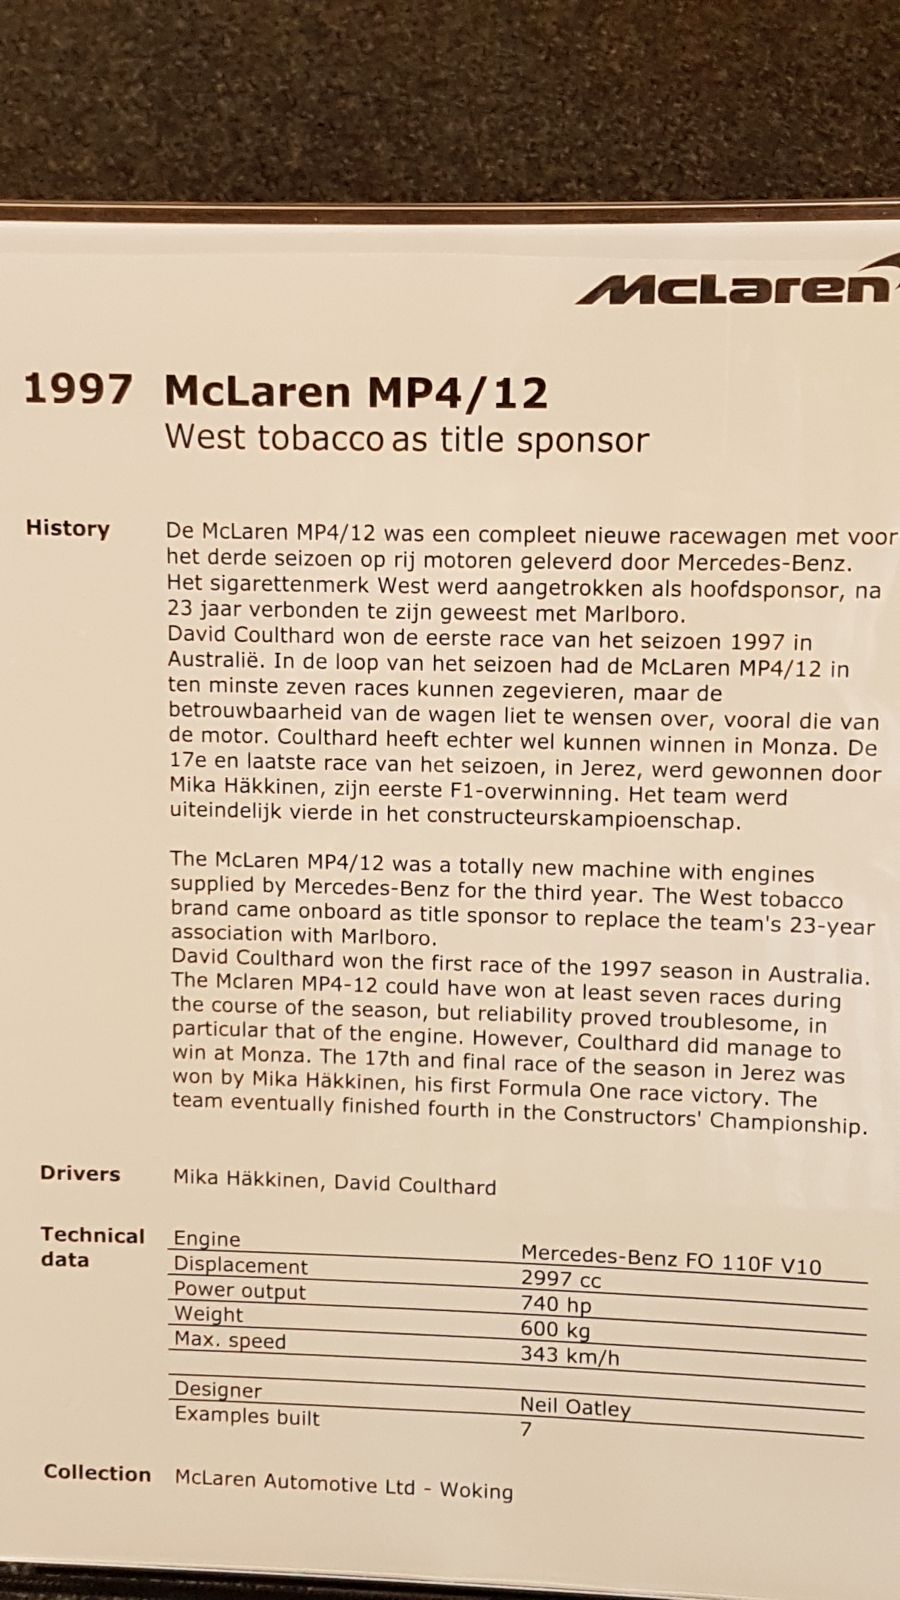 McLaren
1997 McLaren MP4/12
West tobacco as title sponsor
History
De McLaren MP4/12 was een compleet nieuwe racewagen met voor
het derde seizoen op rij motoren geleverd door Mercedes-Benz.
Het sigarettenmerk West werd aangetrokken als hoofdsponsor, na
23 jaar verbonden te zijn geweest met Marlboro.
David Coulthard won de eerste race van het seizoen 1997 in
Australië. In de loop van het seizoen had de McLaren MP4/12 in
ten minste zeven races kunnen zegevieren, maar de
betrouwbaarheid van de wagen liet te wensen over, vooral die van
de motor. Coulthard heeft echter wel kunnen winnen in Monza. De
17e en laatste race van het seizoen, in Jerez, werd gewonnen door
Mika Häkkinen, zijn eerste F1-overwinning. Het team werd
uiteindelijk vierde in het constructeurskampioenschap.
The McLaren MP4/12 was a totally new machine with engines
supplied by Mercedes-Benz for the third year. The West tobacco
brand came onboard as title sponsor to replace the team's 23-year
association with Marlboro.
David Coulthard won the first race of the 1997 season in Australia.
The Mclaren MP4-12 could have won at least seven races during
the course of the season, but reliability proved troublesome, in
particular that of the engine. However, Coulthard did manage to
win at Monza. The 17th and final race of the season in Jerez was
won by Mika Häkkinen, his first Formula One race victory. The
team eventually finished fourth in the Constructors' Championship.
Drivers Mika Häkkinen, David Coulthard
Technical data
Engine Mercedes-Benz FO 110F V10
Displacement 2997 cc
Power output 740 hp
Weight 600 kg
Max. speed 343 km/h
Designer Neil Oatley
Examples built 7
Collection McLaren Automotive Ltd - Woking